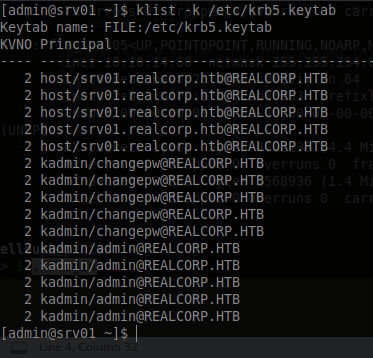 [admin@srv01 ~]$ klist -k /etc/krb5.keytab
Keytab name: FILE:/etc/krb5.keytab
KVNO Principal
---- --------------------------------------------------------------------------
2 host/srv01.realcorp.htb@REALCORP.HTB
2 host/srv01.realcorp.htb@REALCORP.HTB
2 host/srv01.realcorp.htb@REALCORP.HTB
2 host/srv01.realcorp.htb@REALCORP.HTB
2 host/srv01.realcorp.htb@REALCORP.HTB
2 kadmin/changepw@REALCORP.HTB
2 kadmin/changepw@REALCORP.HTB
2 kadmin/changepw@REALCORP.HTB
2 kadmin/changepw@REALCORP.HTB
2 kadmin/changepw@REALCORP.HTB
2 kadmin/admin@REALCORP.HTB
2 kadmin/admin@REALCORP.HTB
2 kadmin/admin@REALCORP.HTB
2 kadmin/admin@REALCORP.HTB
2 kadmin/admin@REALCORP.HTB
[admin@srv01 ~]$
Line 4, Column 32